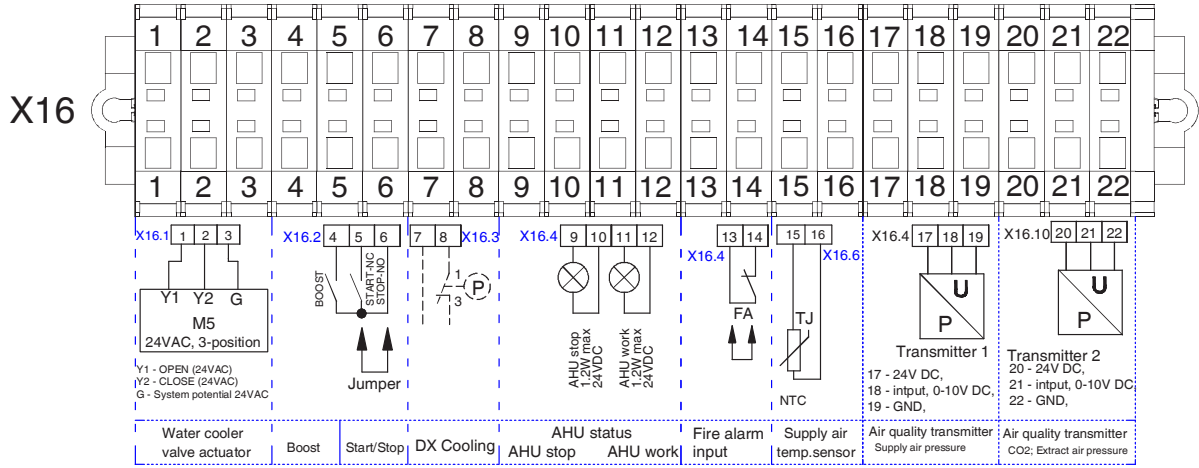 1 2 3 4 5 6 7 8 9 10 11 12 13 14 15 16 17 18 19 20 21 22
X16
1 2 3 4 5 6 7 8 9 10 11 12 13 14 15 16 17 18 19 20 21 22
X16.1 1 2 3
Y1 Y2 G
M5
24VAC, 3-position
Y1 - OPEN (24VAC)
Y2 - CLOSE (24VAC)
G - System potential 24VAC
X16.2 4 5 6
BOOST
START-NC
STOP-NO
Jumper
7 8 X16.3
1
3
P
X16.4 9 10 11 12
AHU stop
1.2W max
24VDC
AHU work
1.2W max
24VDC
13 14
X16.4
FA
15 16
X16.6
TJ
NTC
X16.4 17 18 19
U
P
Transmitter 1
17 - 24V DC,
18 - intput, 0-10V DC,
19 - GND,
X16.10 20 21 22
U
P
Transmitter 2
20 - 24V DC,
21 - intput, 0-10V DC
22 - GND,
Water cooler
valve actuator
Boost
Start/Stop
DX Cooling
AHU status
AHU stop AHU work
Fire alarm
input
Supply air
temp.sensor
Air quality transmitter
Supply air pressure
Air quality transmitter
CO2; Extract air pressure